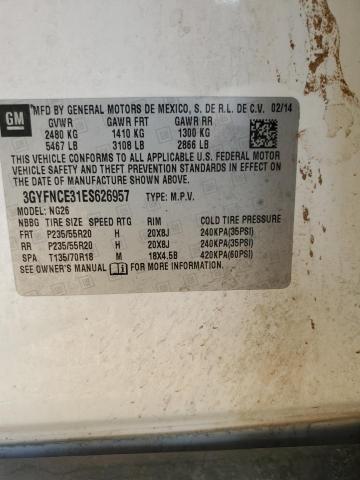 GM
MFD BY GENERAL MOTORS DE MEXICO, S. DE R.L. DE C.V. 02/14
GVWR GAWR FRT GAWR RR
2480 KG 1410 KG 1300 KG
5467 LB 3108 LB 2866 LB
THIS VEHICLE CONFORMS TO ALL APPLICABLE U.S. FEDERAL MOTOR
VEHICLE SAFETY, BUMPER, AND THEFT PREVENTION STANDARDS IN
EFFECT ON THE DATE OF MANUFACTURE SHOWN ABOVE.
3GYFNCE31ES626957 TYPE: M.P.V.
MODEL: NG26
NBBG TIRE SIZE SPEED RTG RIM COLD TIRE PRESSURE
FRT P235/55R20 H 20X8J 240KPA(35PSI)
RR P235/55R20 H 20X8J 240KPA(35PSI)
SPA T135/70R18 M 18X4.5B 420KPA(60PSI)
SEE OWNER'S MANUAL FOR ADDITIONAL INFORMATION.